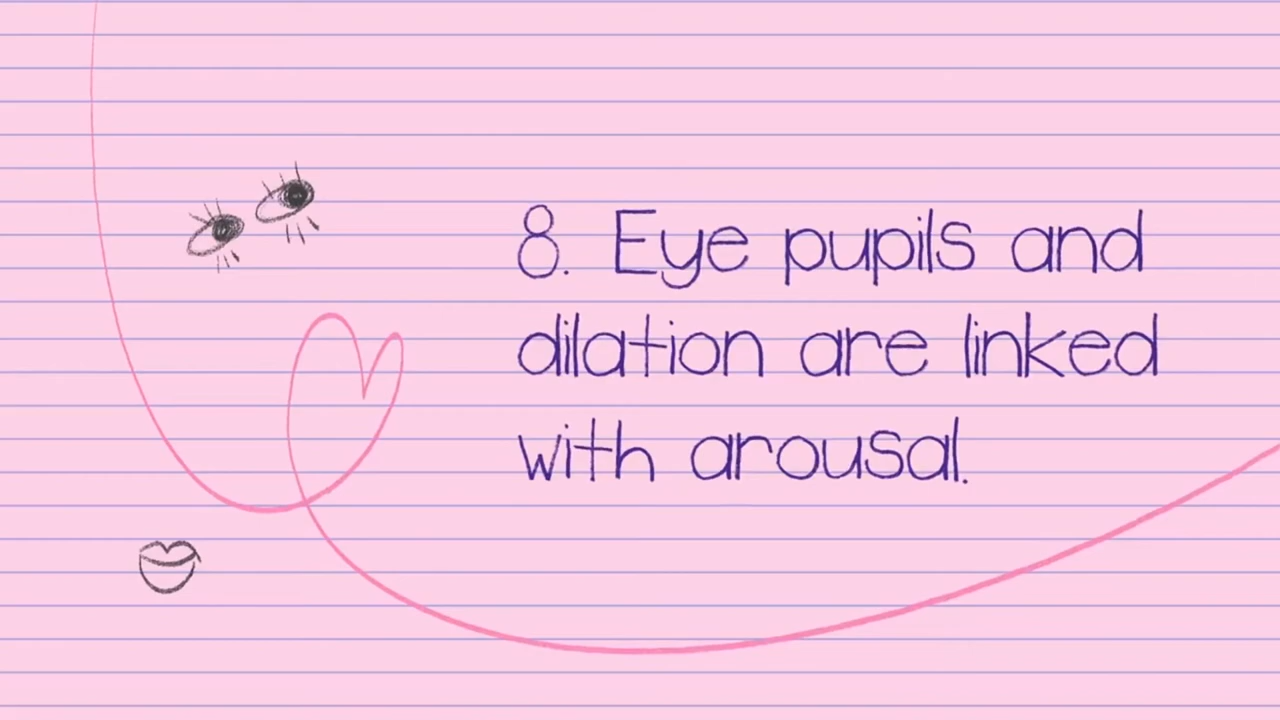 8. Eye pupils and
dilation are linked
with arousal.